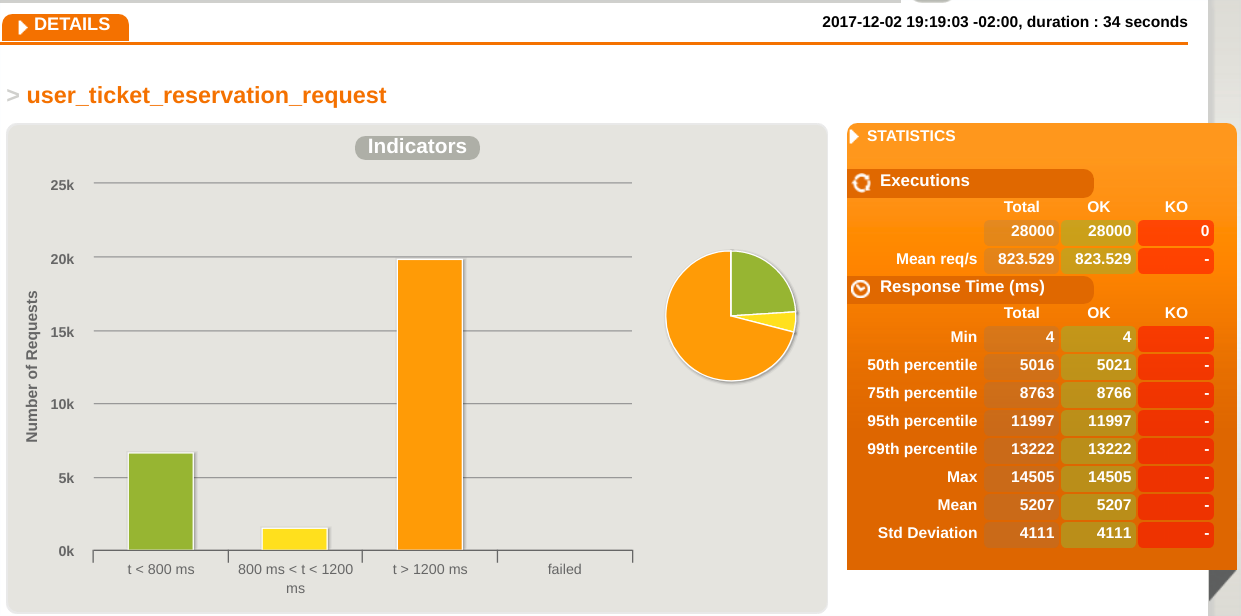 DETAILS
2017-12-02 19:19:03 -02:00, duration : 34 seconds
> user_ticket_reservation_request
Indicators
25k
20k
15k
10k
5k
0k
Number of Requests
t < 800 ms
800 ms < t < 1200
ms
t > 1200 ms
failed
STATISTICS
Executions
Total OK KO
28000 28000 0
Mean req/s 823.529 823.529 -
Response Time (ms)
Total OK KO
Min 4 4 -
50th percentile 5016 5021 -
75th percentile 8763 8766 -
95th percentile 11997 11997 -
99th percentile 13222 13222 -
Max 14505 14505 -
Mean 5207 5207 -
Std Deviation 4111 4111 -